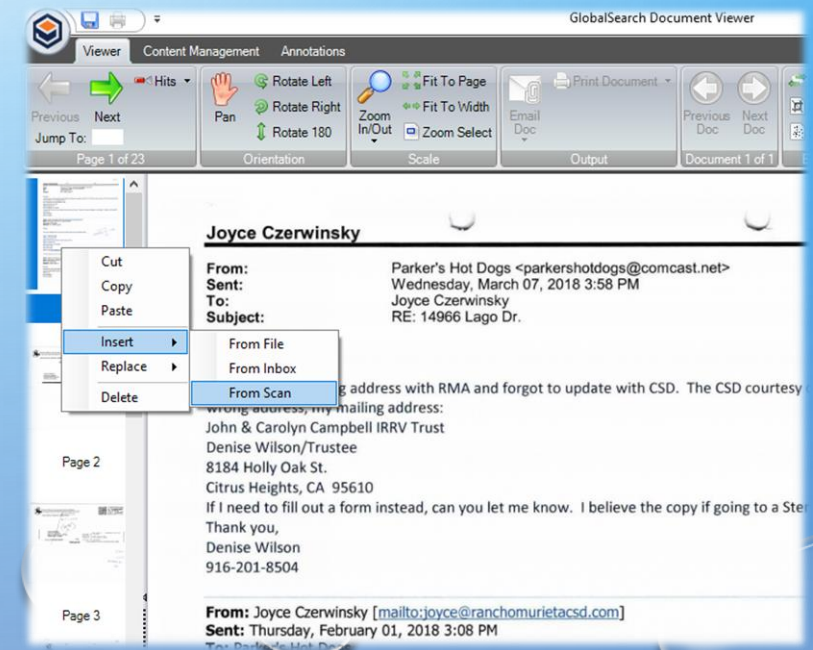 GlobalSearch Document Viewer
Viewer Content Management Annotations
Previous Next
Jump To:
Page 1 of 23
Hits
Pan
Rotate Left
Rotate Right
Rotate 180
Orientation
Zoom In/Out
Fit To Page
Fit To Width
Zoom Select
Scale
Email Doc
Print Document
Output
Previous Doc
Next Doc
Document 1 of 1
Cut
Copy
Paste
Insert
Replace
Delete
From File
From Inbox
From Scan
Page 2
Page 3
Joyce Czerwinsky
From: Parker's Hot Dogs <parkershotdogs@comcast.net>
Sent: Wednesday, March 07, 2018 3:58 PM
To: Joyce Czerwinsky
Subject: RE: 14966 Lago Dr.
address with RMA and forgot to update with CSD. The CSD courtesy
wrong address, my mailing address:
John & Carolyn Campbell IRRV Trust
Denise Wilson/Trustee
8184 Holly Oak St.
Citrus Heights, CA 95610
If I need to fill out a form instead, can you let me know. I believe the copy if going to a
Thank you,
Denise Wilson
916-201-8504
From: Joyce Czerwinsky [mailto:joyce@ranchomurietacsd.com]
Sent: Thursday, February 01, 2018 3:08 PM
To: Parker's Hot Dogs